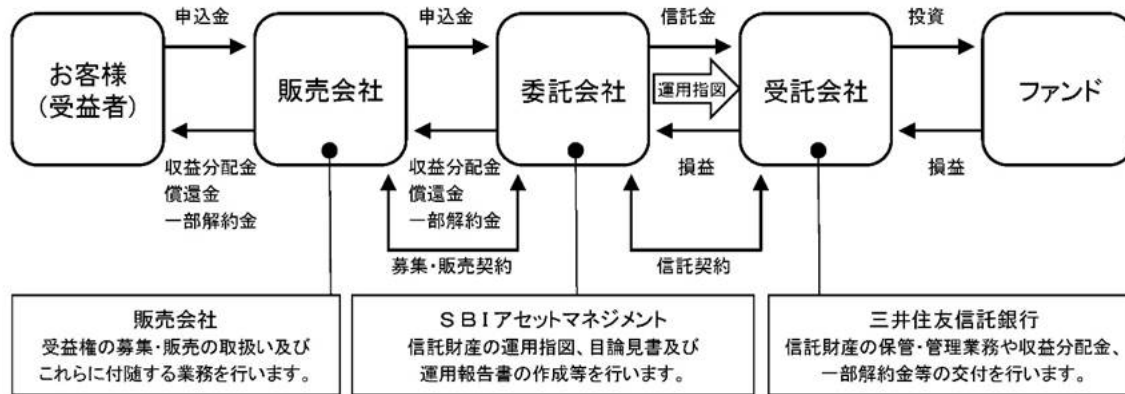 申込金
申込金
信託金
投資
お客様
(受益者)
販売会社
委託会社
運用指図
受託会社
ファンド
収益分配金
償還金
一部解約金
収益分配金
償還金
一部解約金
損益
損益
募集・販売契約
信託契約
販売会社
受益権の募集・販売の取扱い及び
これらに付随する業務を行います。
SBIアセットマネジメント
信託財産の運用指図、目論見書及び
運用報告書の作成等を行います。
三井住友信託銀行
信託財産の保管・管理業務や収益分配金、
一部解約金等の交付を行います。